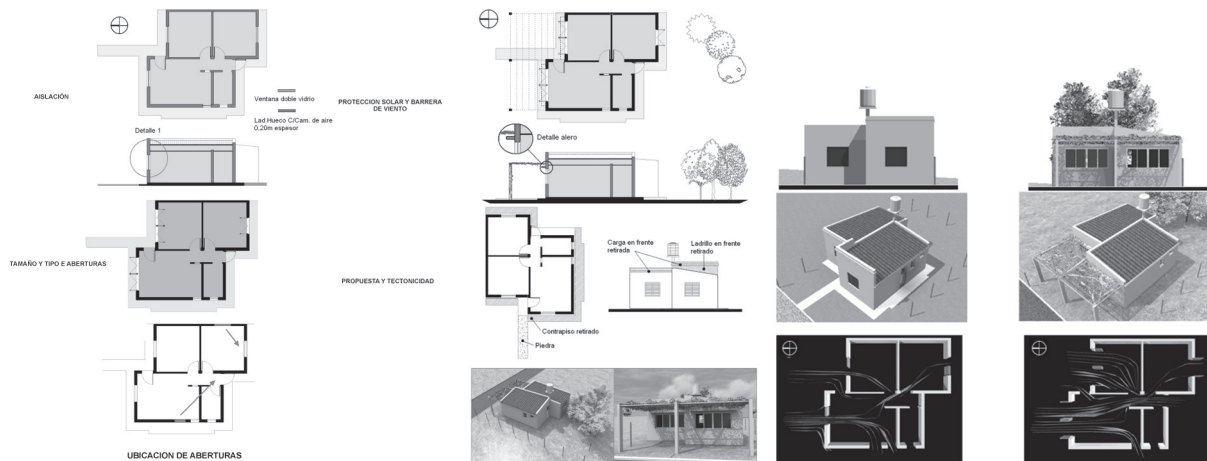 AISLACIÓN
Ventana doble vidrio
Lad Hueco C/Cam. de aire
0,20m espesor
Detalle 1
TAMAÑO Y TIPO E ABERTURAS
UBICACION DE ABERTURAS
PROTECCION SOLAR Y BARRERA
DE VIENTO
Detalle alero
PROPUESTA Y TECTONICIDAD
Carga en frente
retirada
Ladrillo en frente
retirado
Contrapiso retirado
Piedra